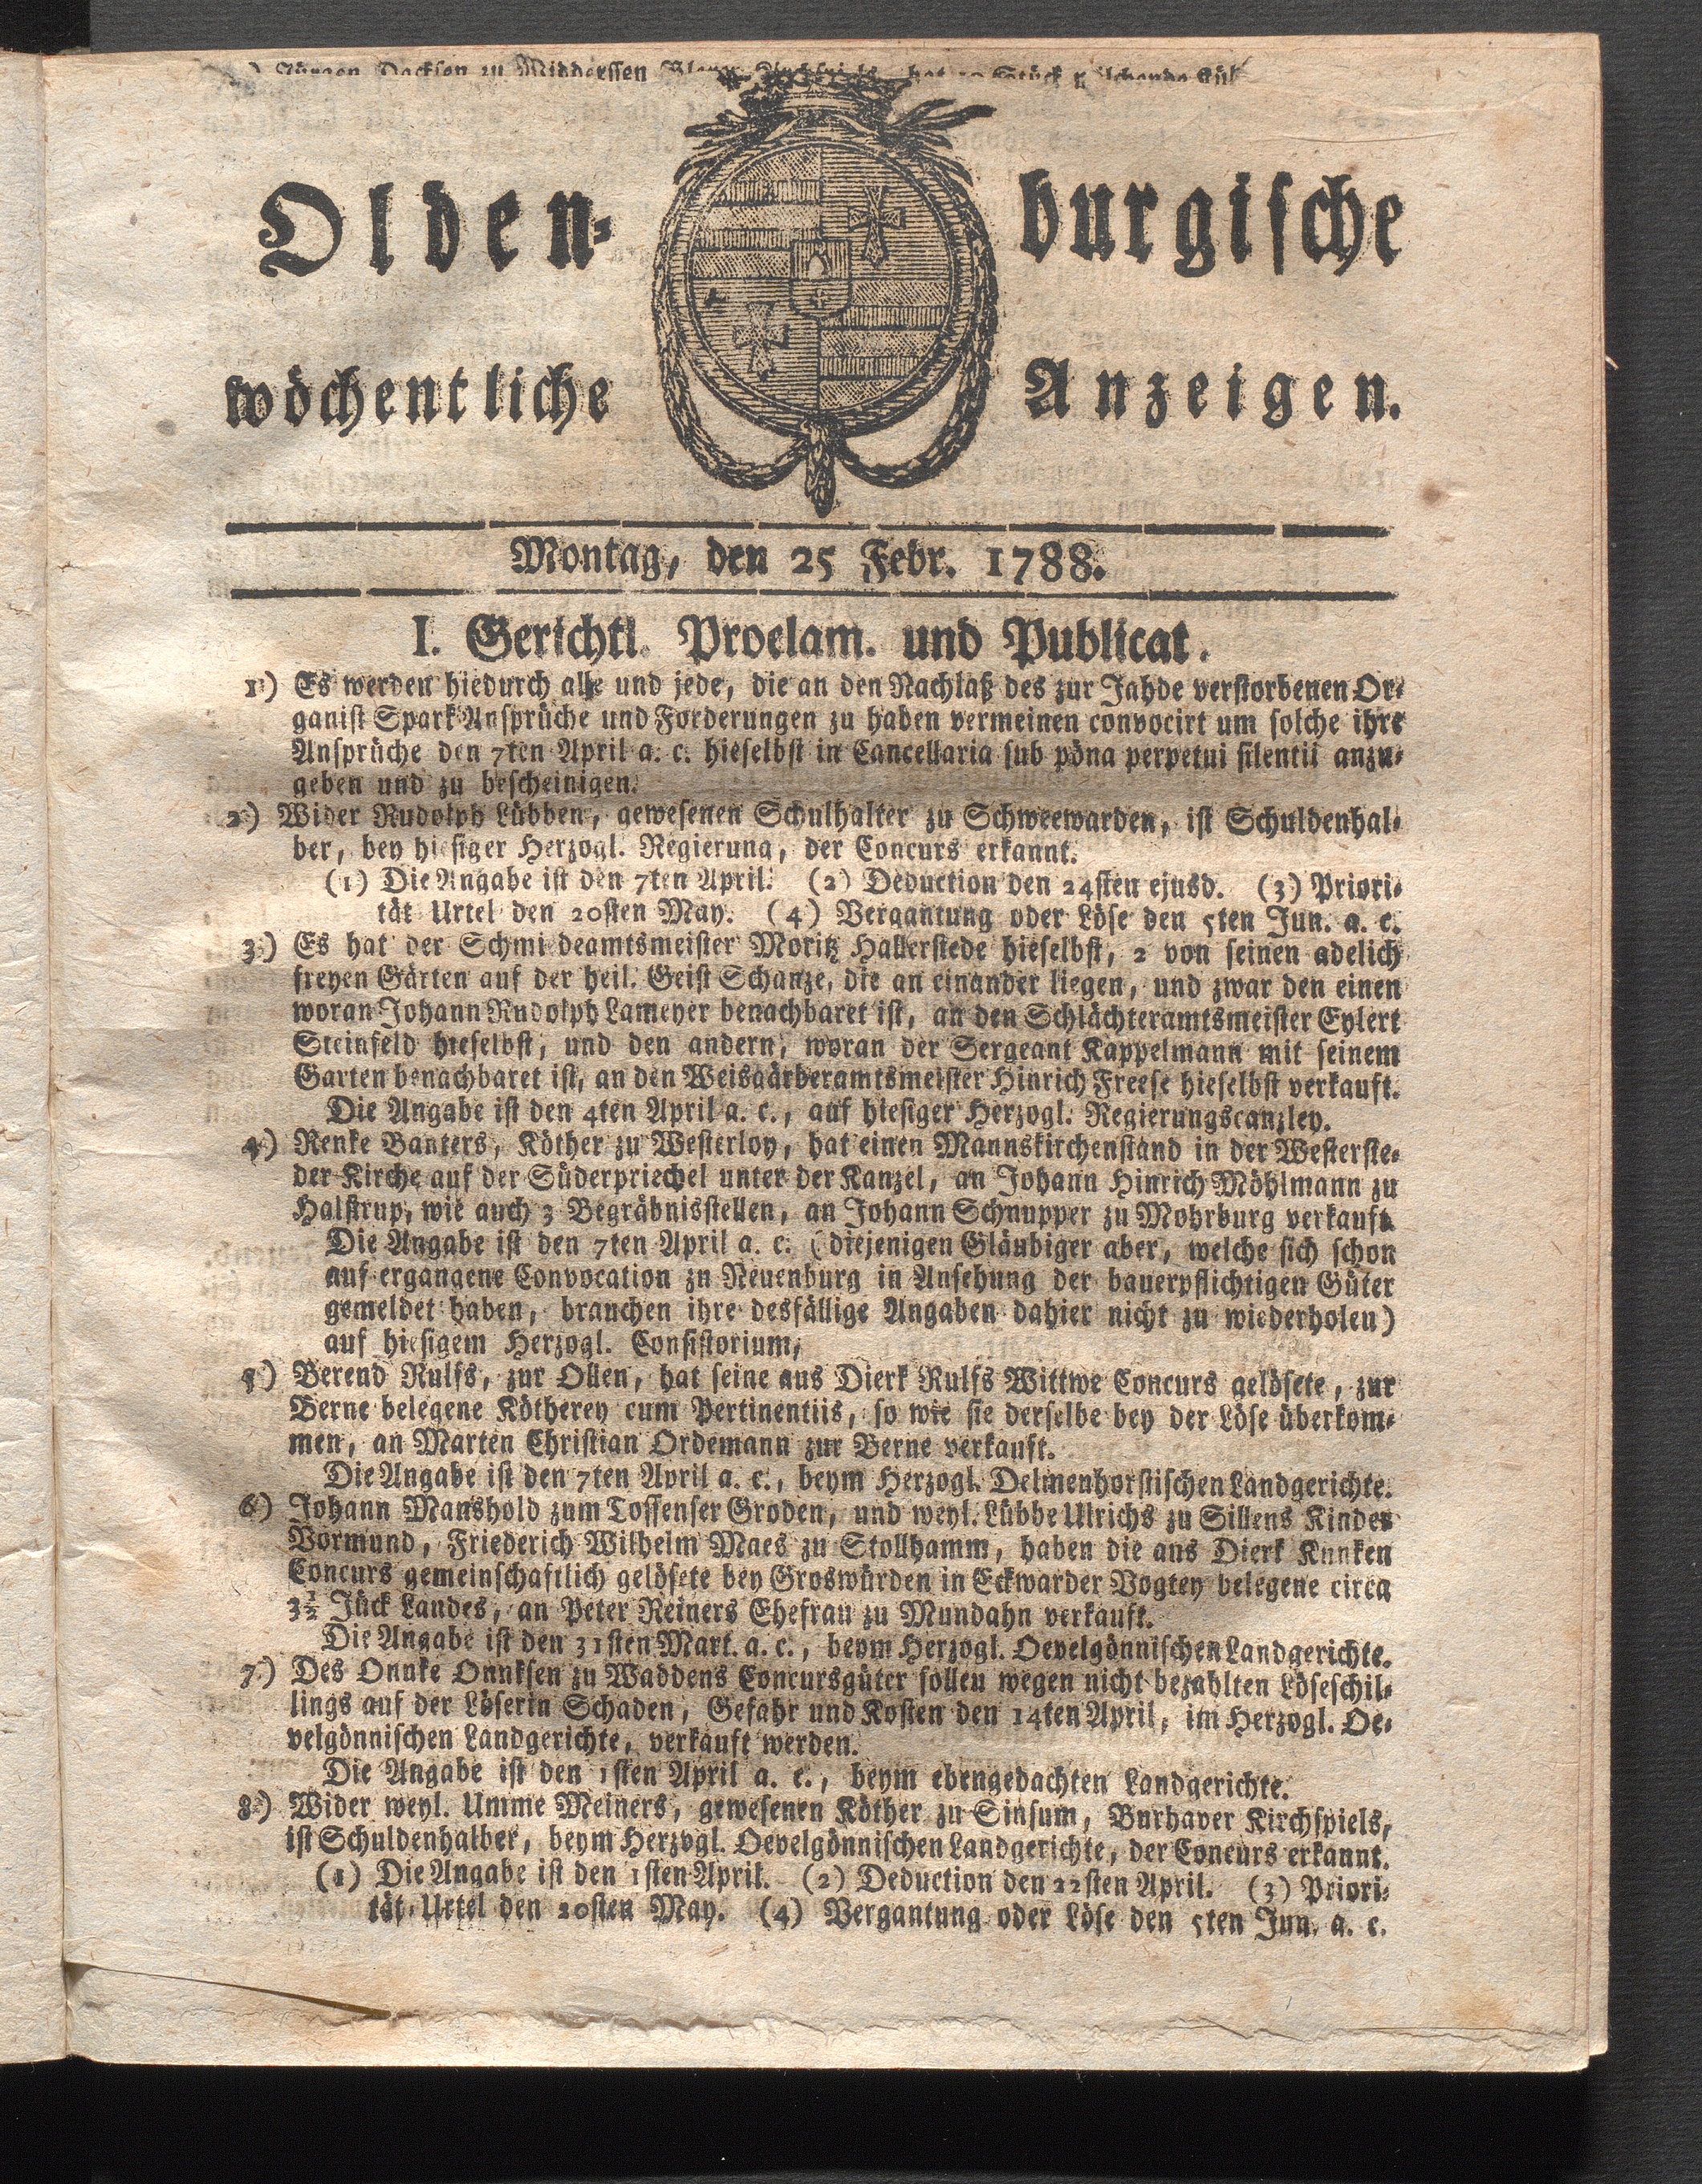 Jürgen Dacksen zu Middessen
Olden- burgische
wöchentliche Anzeigen.
Montag, den 25 Febr. 1788.
I. Gerichtl. Proelam. und Publicat.
1) Es werden hiedurch alle und jede, die an den Nachlaß des zur Jahde verstorbenen Or-
ganist Spark Ansprüche und Forderungen zu haben vermeinen convocirt um solche ihre
Ansprüche den 7ten April a. c. hieselbst in Cancellaria sub pöna perpetui silentii anzu-
geben und zu bescheinigen.
2) Wider Rudolph Lübben, gewesenen Schulhalter zu Schweewarden, ist Schuldenhal-
ber, bey hiesiger Herzogl. Regierung, der Concurs erkannt.
(1) Die Angabe ist den 7ten April. (2) Deduction den 24sten ejusd. (3) Priori-
tät Urtel den 20sten May. (4) Vergantung oder Löse den 5ten Jun. a. c.
3) Es hat der Schmideamtsmeister Moritz Hallerstede hieselbst, 2 von seinen adelich
freyen Gärten auf der heil. Geist Schanze, die an einander liegen, und zwar den einen
woran Johann Rudolph Lameyer benachbaret ist, an den Schlächteramtsmeister Eylert
Steinfeld hieselbst, und den andern, woran der Sergeant Kappelmann mit seinem
Garten benachbaret ist, an den Weisgärberamtsmeister Hinrich Freese hieselbst verkauft.
Die Angabe ist den 4ten April a. c., auf hiesiger Herzogl. Regierungscanzley.
4) Renke Banters, Köther zu Westerloy, hat einen Mannskirchenstand in der Westerste-
der Kirche auf der Süderpriechel unter der Kanzel, an Johann Hinrich Möhlmann zu
Halstrup, wie auch 3 Begräbnisstellen, an Johann Schnupper zu Mohrburg verkauft.
Die Angabe ist den 7ten April a. c. (diejenigen Gläubiger aber, welche sich schon
auf ergangene Convocation zu Neuenburg in Ansehung der bauerpflichtigen Güter
gemeldet haben, brauchen ihre desfällige Angaben dahier nicht zu wiederholen)
auf hiesigem Herzogl. Consistorium,
5) Berend Rulfs, zur Ollen, hat seine aus Dierk Rulfs Wittwe Concurs gelösete, zur
Berne belegene Kötherey cum Pertinentiis, so wie sie derselbe bey der Löse überkom-
men, an Marten Christian Ordemann zur Berne verkauft.
Die Angabe ist den 7ten April a. c., beym Herzogl. Delmenhorstischen Landgerichte.
6) Johann Manshold zum Tossenser Groden, und weyl. Lübbe Ulrichs zu Sillens Kinder
Vormund, Friederich Wilhelm Maes zu Stollhamm, haben die aus Dierk Knnken
Concurs gemeinschaftlich gelösete bey Groswürden in Eckwarder Vogtey belegene circa
3½ Jück Landes, an Peter Reiners Ehefrau zu Mundahn verkauft.
Die Angabe ist den 31sten Mart. a. c., beym Herzogl. Oevelgönnischen Landgerichte.
7) Des Onnke Onnksen zu Waddens Concursgüter sollen wegen nicht bezahlten Löseschil-
lings auf der Löserin Schaden, Gefahr und Kosten den 14ten April, im Herzogl. Oe-
velgönnischen Landgerichte, verkauft werden.
Die Angabe ist den 1sten April a. c., beym ebengedachten Landgerichte.
8) Wider weyl. Umme Meiners, gewesenen Köther zu Sinsum, Burhaver Kirchspiels,
ist Schuldenhalber, beym Herzogl. Oevelgönnischen Landgerichte, der Concurs erkannt.
(1) Die Angabe ist den 1sten April. (2) Deduction den 22sten April. (3) Priori-
tät-Urtel den 20sten May. (4) Vergantung oder Löse den 5ten Jun. a. c.